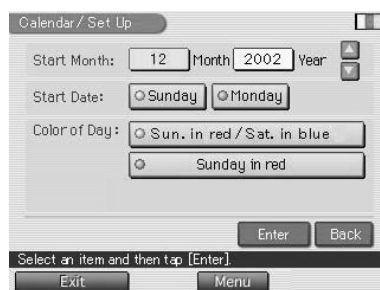 Calendar/Set Up
Start Month: 12 Month 2002 Year
Start Date: Sunday Monday
Color of Day: Sun. in red/Sat. in blue
Sunday in red
Enter Back
Select an item and then tap [Enter].
Exit Menu